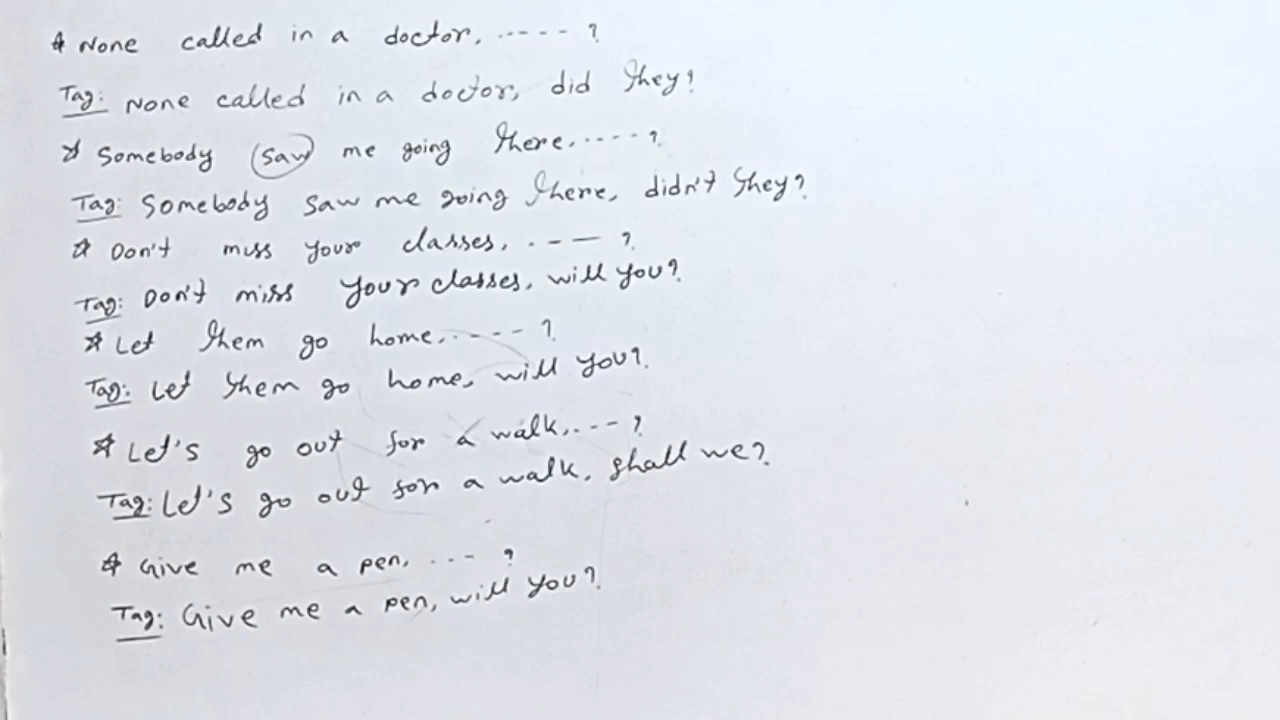 ☆ None called in a doctor, ----- ?
Tag: None called in a doctor, did they?
☆ Somebody saw me going there, ----- ?
Tag: Somebody saw me going there, didn't they?
☆ Don't miss your classes, --- ?
Tag: Don't miss your classes, will you?
☆ Let them go home, ---- ?
Tag: Let them go home, will you?
☆ Let's go out for a walk, --- ?
Tag: Let's go out for a walk, shall we?
☆ Give me a pen, --- ?
Tag: Give me a pen, will you?